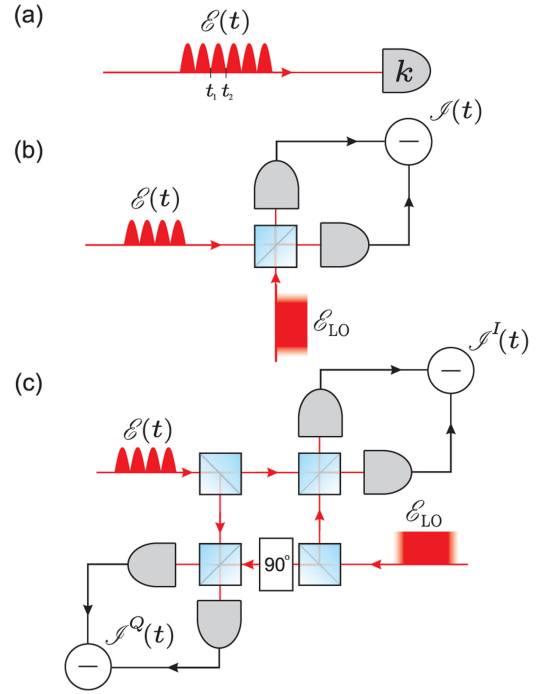 (a)
ℰ(t)
t₁ t₂
k
ℐ(t)
−
(b)
ℰ(t)
ℰ_LO
ℐ^I(t)
−
(c)
ℰ(t)
ℰ_LO
90°
ℐ^Q(t)
−